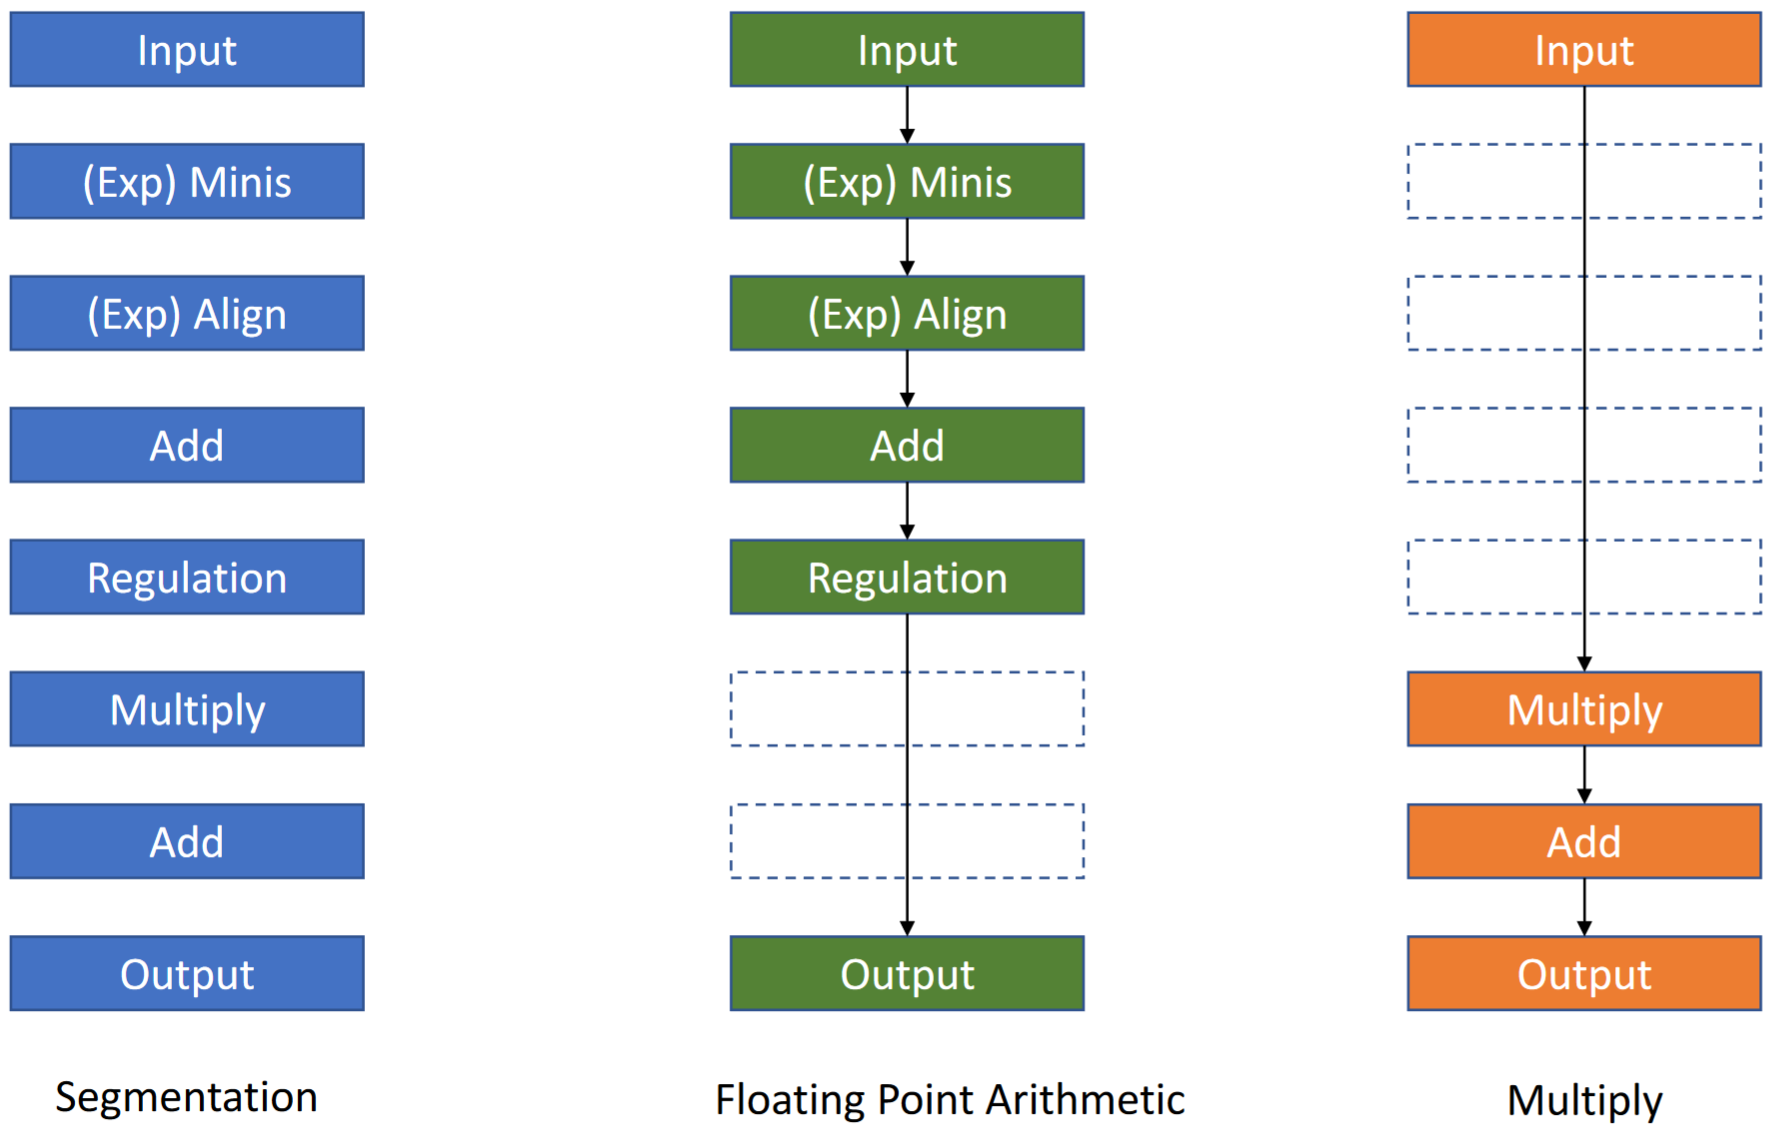 Input
(Exp) Minis
(Exp) Align
Add
Regulation
Multiply
Add
Output
Segmentation
Input
(Exp) Minis
(Exp) Align
Add
Regulation
Output
Floating Point Arithmetic
Input
Multiply
Add
Output
Multiply